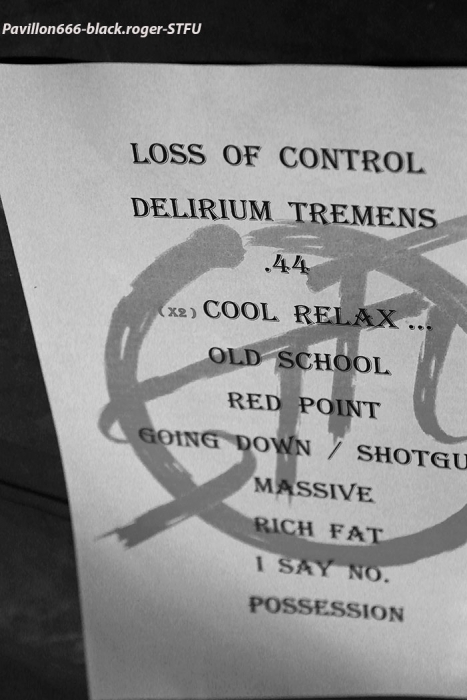 Pavillon666-black.roger-STFU
LOSS OF CONTROL
DELIRIUM TREMENS
.44
(X2) COOL RELAX ...
OLD SCHOOL
RED POINT
GOING DOWN / SHOTGU
MASSIVE
RICH FAT
I SAY NO.
POSSESSION